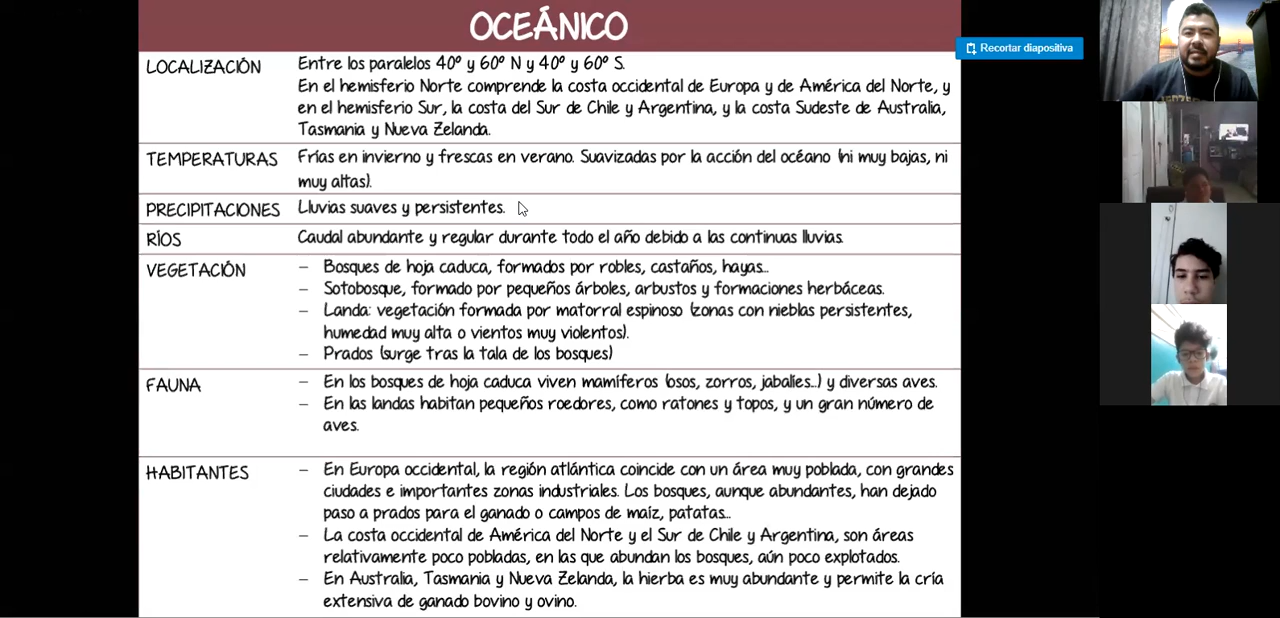 OCEÁNICO
Recortar diapositiva
LOCALIZACIÓN
Entre los paralelos 40º y 60º N y 40º y 60º S.
En el hemisferio Norte comprende la costa occidental de Europa y de América del Norte, y
en el hemisferio Sur, la costa del Sur de Chile y Argentina, y la costa Sudeste de Australia,
Tasmania y Nueva Zelanda.
TEMPERATURAS
Frías en invierno y frescas en verano. Suavizadas por la acción del océano (ni muy bajas, ni
muy altas).
PRECIPITACIONES
Lluvias suaves y persistentes.
RÍOS
Caudal abundante y regular durante todo el año debido a las continuas lluvias.
VEGETACIÓN
– Bosques de hoja caduca, formados por robles, castaños, hayas...
– Sotobosque, formado por pequeños árboles, arbustos y formaciones herbáceas.
– Landa: vegetación formada por matorral espinoso (zonas con nieblas persistentes,
humedad muy alta o vientos muy violentos).
– Prados (surge tras la tala de los bosques)
FAUNA
– En los bosques de hoja caduca viven mamíferos (osos, zorros, jabalíes...) y diversas aves.
– En las landas habitan pequeños roedores, como ratones y topos, y un gran número de
aves.
HABITANTES
– En Europa occidental, la región atlántica coincide con un área muy poblada, con grandes
ciudades e importantes zonas industriales. Los bosques, aunque abundantes, han dejado
paso a prados para el ganado o campos de maíz, patatas...
– La costa occidental de América del Norte y el Sur de Chile y Argentina, son áreas
relativamente poco pobladas, en las que abundan los bosques, aún poco explotados.
– En Australia, Tasmania y Nueva Zelanda, la hierba es muy abundante y permite la cría
extensiva de ganado bovino y ovino.